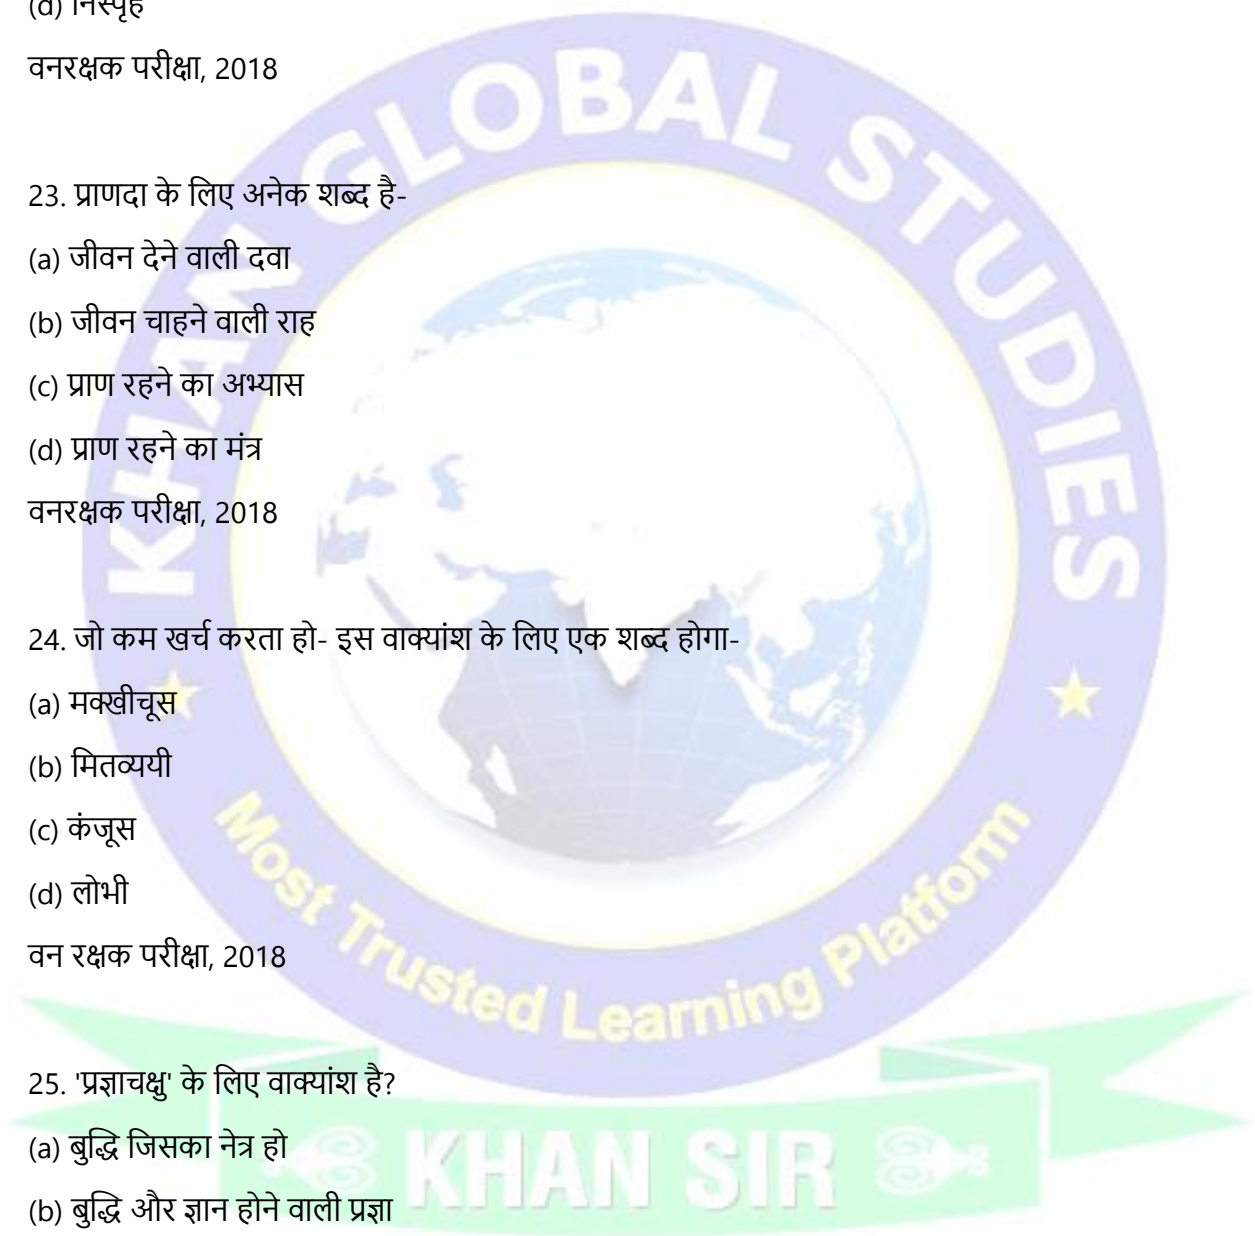 (d) निस्पृह
वनरक्षक परीक्षा, 2018
23. प्राणदा के लिए अनेक शब्द है-
(a) जीवन देने वाली दवा
(b) जीवन चाहने वाली राह
(c) प्राण रहने का अभ्यास
(d) प्राण रहने का मंत्र
वनरक्षक परीक्षा, 2018
24. जो कम खर्च करता हो- इस वाक्यांश के लिए एक शब्द होगा-
(a) मक्खीचूस
(b) मितव्ययी
(c) कंजूस
(d) लोभी
वन रक्षक परीक्षा, 2018
25. 'प्रज्ञाचक्षु' के लिए वाक्यांश है?
(a) बुद्धि जिसका नेत्र हो
(b) बुद्धि और ज्ञान होने वाली प्रज्ञा
KHAN GLOBAL STUDIES
Most Trusted Learning Platform
KHAN SIR